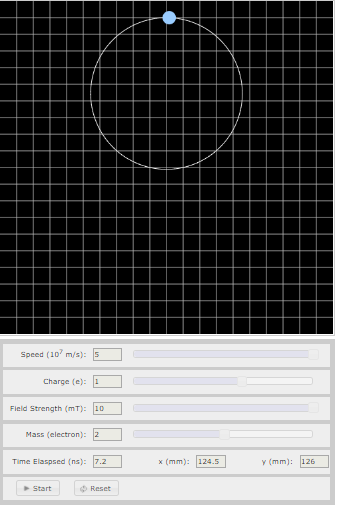 Speed (10⁷ m/s): 5
Charge (e): 1
Field Strength (mT): 10
Mass (electron): 2
Time Elaspsed (ns): 7.2 x (mm): 124.5 y (mm): 126
Start Reset